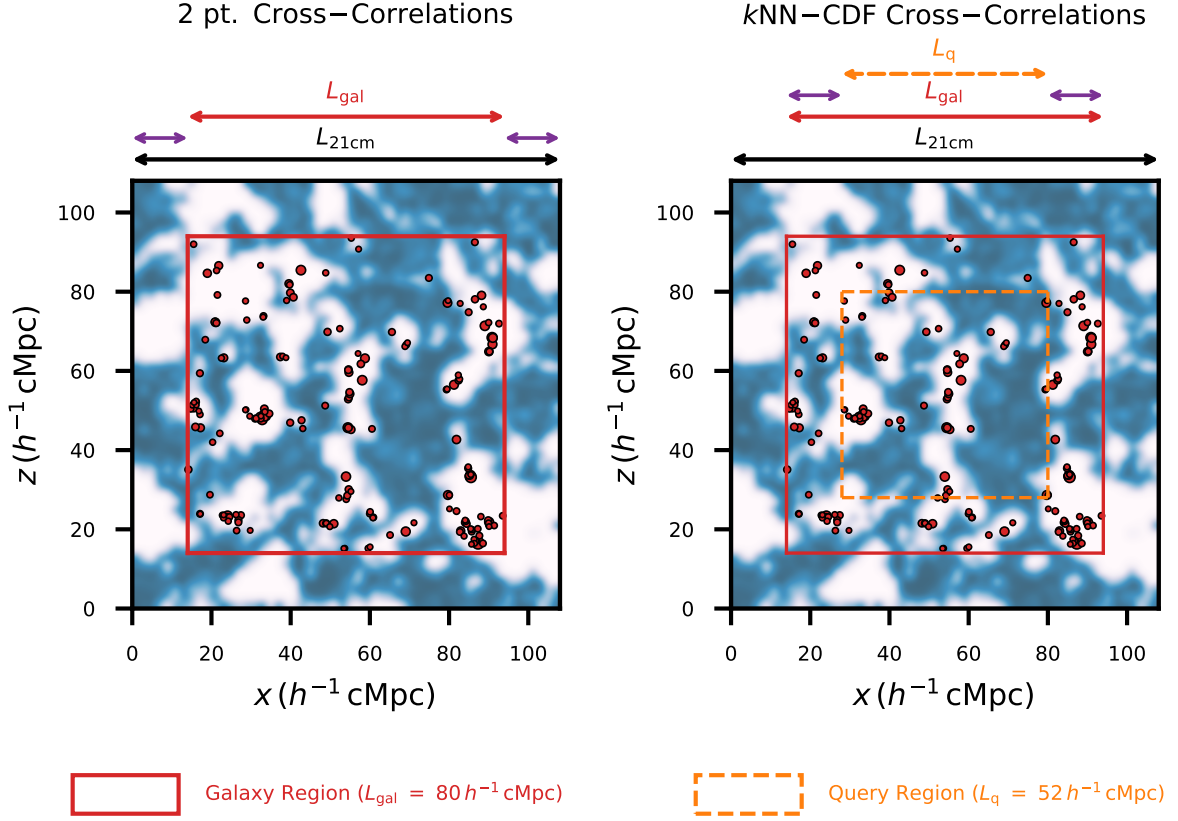 2 pt. Cross−Correlations
L_gal
L_21cm
100
80
60
40
20
0
z (h⁻¹ cMpc)
0 20 40 60 80 100
x (h⁻¹ cMpc)
kNN−CDF Cross−Correlations
L_q
L_gal
L_21cm
100
80
60
40
20
0
z (h⁻¹ cMpc)
0 20 40 60 80 100
x (h⁻¹ cMpc)
Galaxy Region (L_gal = 80 h⁻¹ cMpc)
Query Region (L_q = 52 h⁻¹ cMpc)